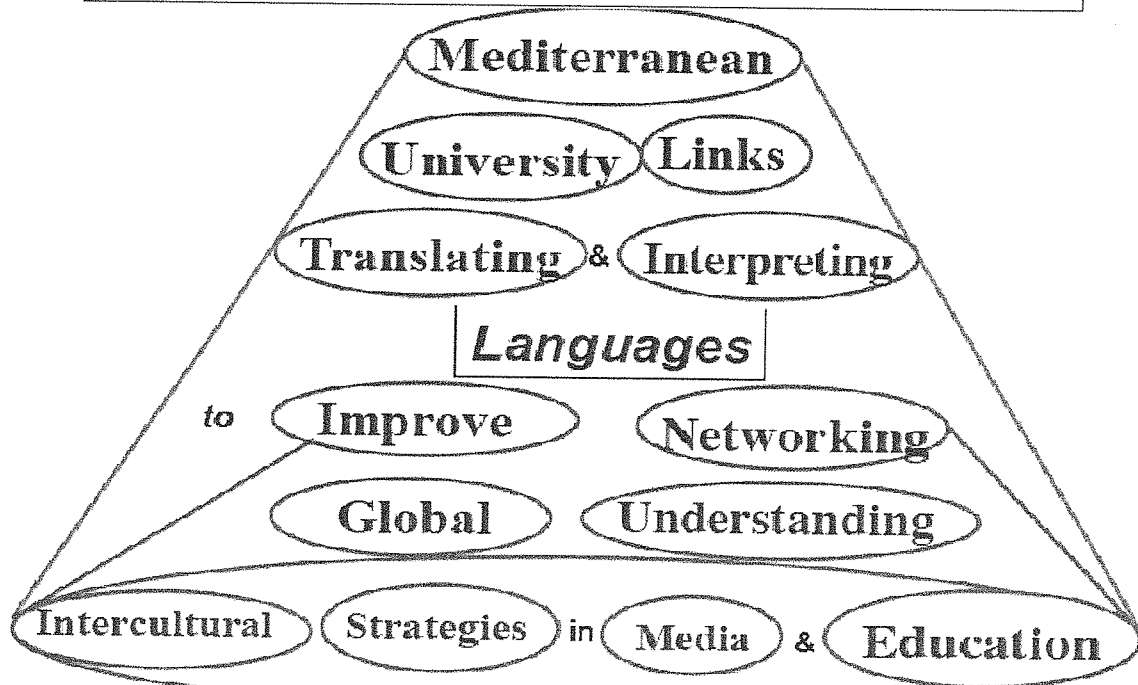 Mediterranean
University Links
Translating & Interpreting
Languages
to Improve Networking
Global Understanding
Intercultural Strategies in Media & Education